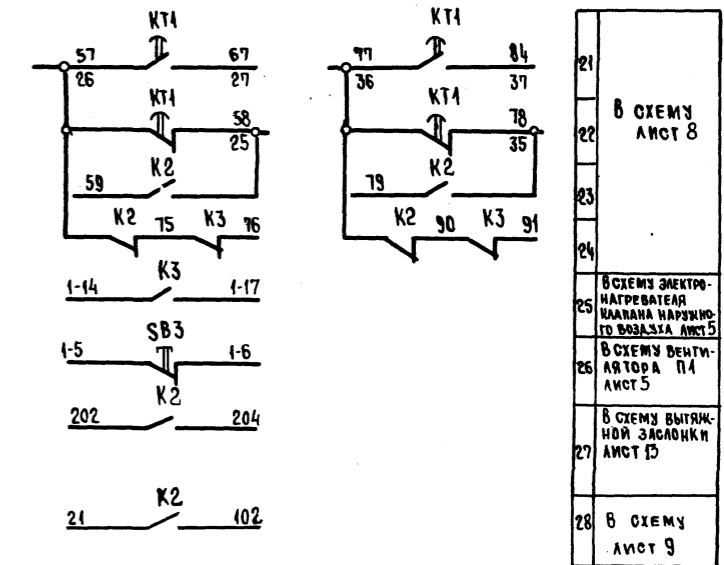 КТ1 КТ1
57 67 77 84
26 27 36 37
КТ1 КТ1
58 78
25 35
К2 К2
59 79
К2 75 К3 76 К2 90 К3 91
К3
1-14 1-17
SB3
1-5 1-6
К2
202 204
К2
21 102
21
22
23
24
В СХЕМУ
ЛИСТ 8
25
В СХЕМУ ЭЛЕКТРО-
НАГРЕВАТЕЛЯ
КЛАПАНА НАРУЖНО-
ГО ВОЗДУХА ЛИСТ 5
26
В СХЕМУ ВЕНТИ-
ЛЯТОРА П1
ЛИСТ 5
27
В СХЕМУ ВЫТЯЖ-
НОЙ ЗАСЛОНКИ
ЛИСТ 13
28
В СХЕМУ
ЛИСТ 9